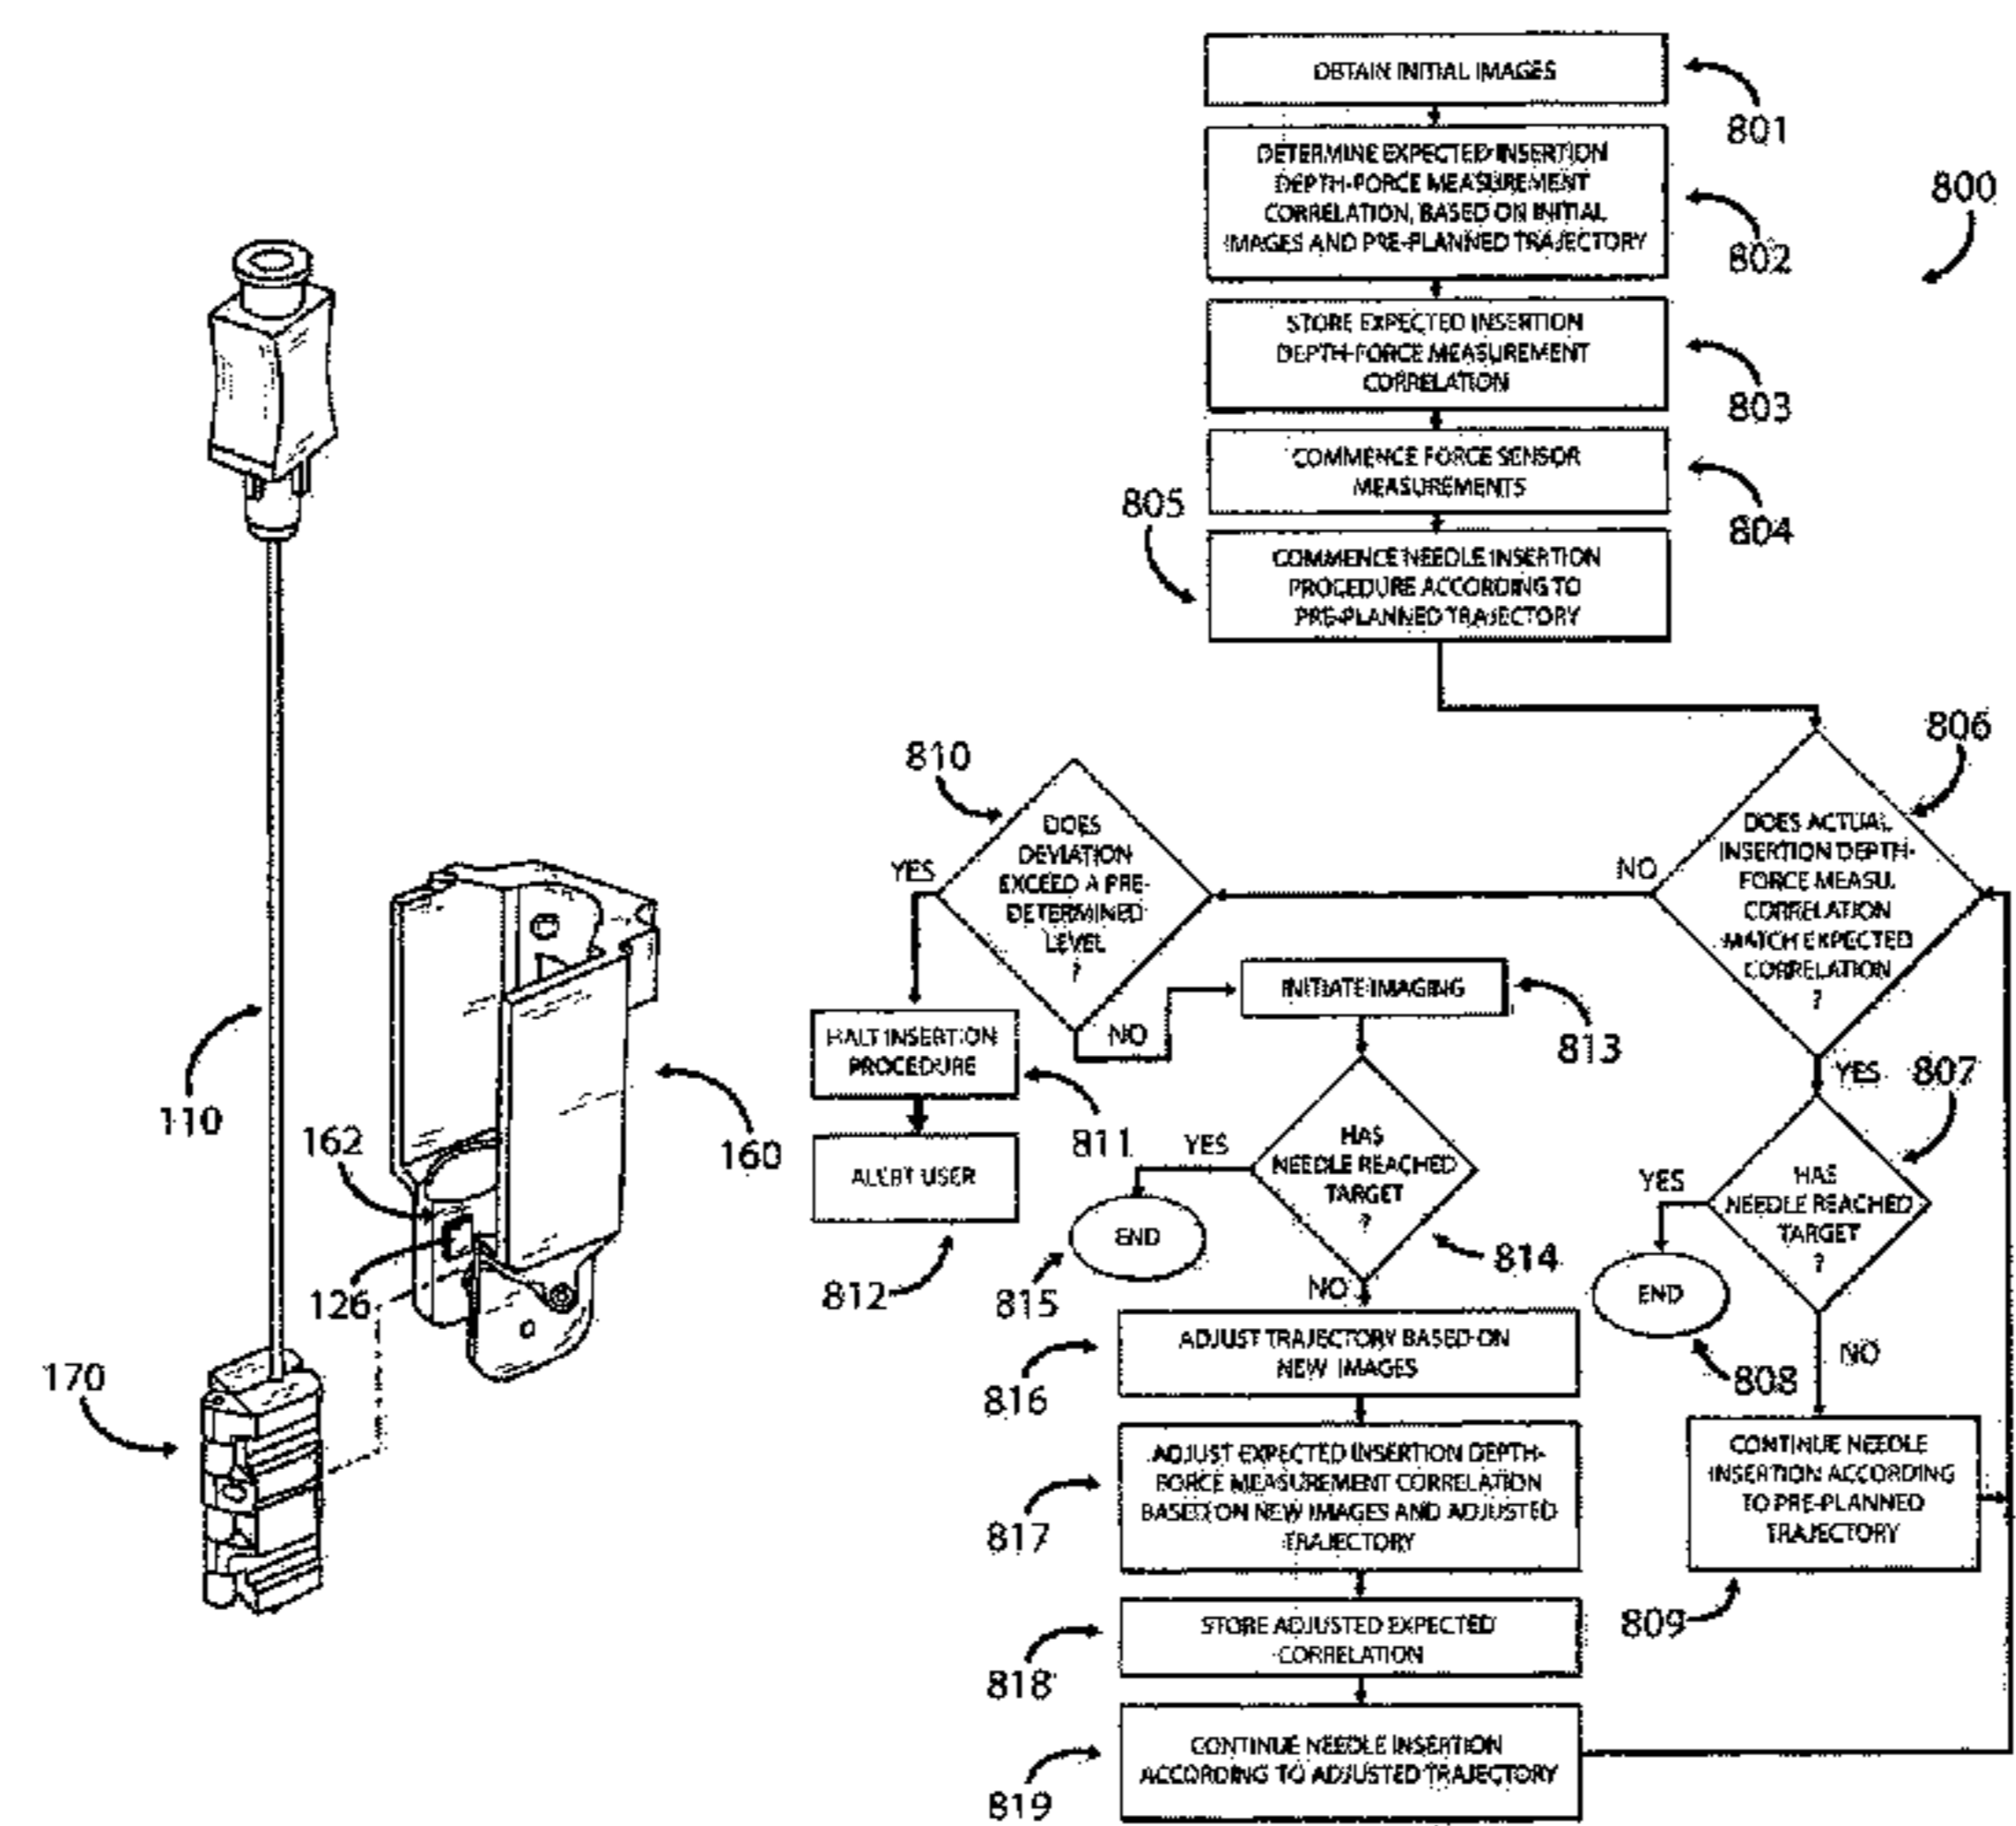 OBTAIN INITIAL IMAGES
801
DETERMINE EXPECTED INSERTION
DEPTH-FORCE MEASUREMENT
CORRELATION, BASED ON INITIAL
IMAGES AND PRE-PLANNED TRAJECTORY
802
800
STORE EXPECTED INSERTION
DEPTH-FORCE MEASUREMENT
CORRELATION
803
COMMENCE FORCE SENSOR
MEASUREMENTS
804
805
COMMENCE NEEDLE INSERTION
PROCEDURE ACCORDING TO
PRE-PLANNED TRAJECTORY
806
DOES ACTUAL
INSERTION DEPTH-
FORCE MEASU.
CORRELATION
MATCH EXPECTED
CORRELATION
?
NO
YES
810
DOES
DEVIATION
EXCEED A PRE-
DETERMINED
LEVEL
?
YES
NO
HALT INSERTION
PROCEDURE
811
ALERT USER
812
INITIATE IMAGING
813
HAS
NEEDLE REACHED
TARGET
?
814
YES
END
815
NO
ADJUST TRAJECTORY BASED ON
NEW IMAGES
816
ADJUST EXPECTED INSERTION DEPTH-
FORCE MEASUREMENT CORRELATION
BASED ON NEW IMAGES AND ADJUSTED
TRAJECTORY
817
STORE ADJUSTED EXPECTED
CORRELATION
818
CONTINUE NEEDLE INSERTION
ACCORDING TO ADJUSTED TRAJECTORY
819
807
HAS
NEEDLE REACHED
TARGET
?
YES
END
808
NO
CONTINUE NEEDLE
INSERTION ACCORDING
TO PRE-PLANNED
TRAJECTORY
809
110
160
162
126
170